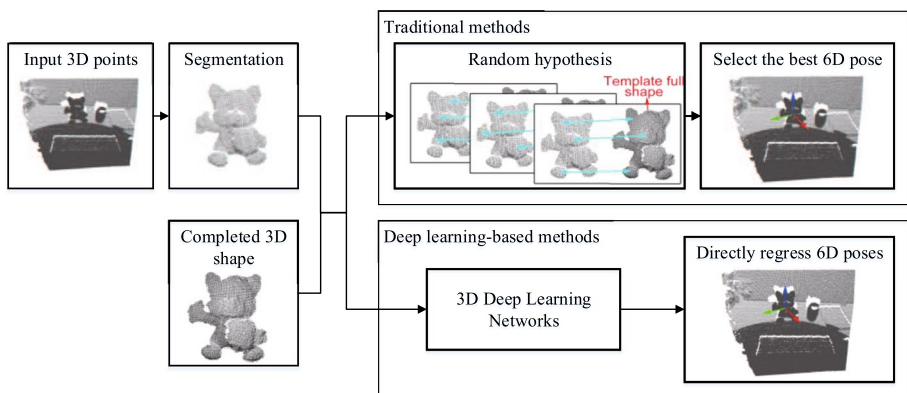 Traditional methods
Input 3D points
Segmentation
Random hypothesis
Template full
shape
Select the best 6D pose
Completed 3D
shape
Deep learning-based methods
3D Deep Learning
Networks
Directly regress 6D poses